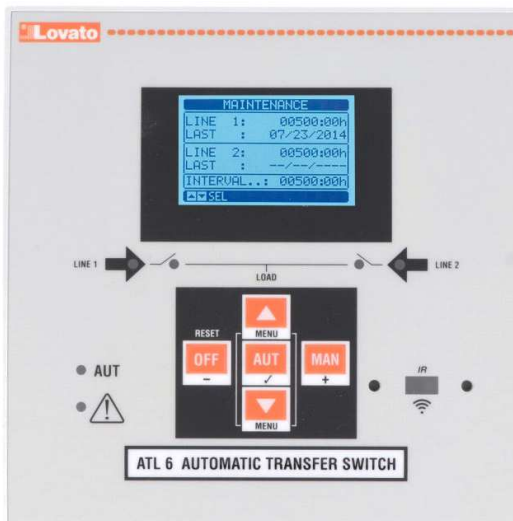 Lovato
MAINTENANCE
LINE 1: 00500:00h
LAST : 07/23/2014
LINE 2: 00500:00h
LAST : --/--/----
INTERVAL..: 00500:00h
▲▼SEL
LINE 1
LOAD
LINE 2
▲
MENU
RESET
OFF
-
AUT
✓
MAN
+
▼
MENU
AUT
IR
ATL 6 AUTOMATIC TRANSFER SWITCH